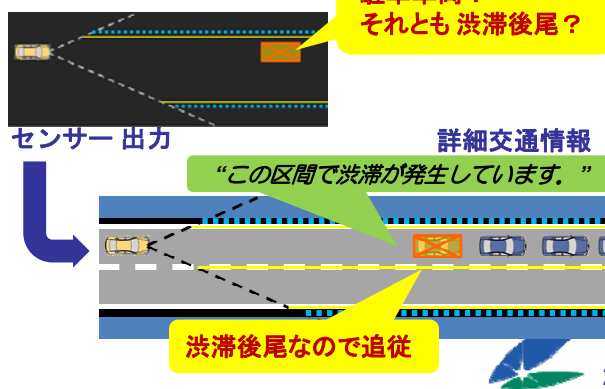 それとも 渋滞後尾？
センサー 出力
詳細交通情報
“この区間で渋滞が発生しています．”
渋滞後尾なので追従